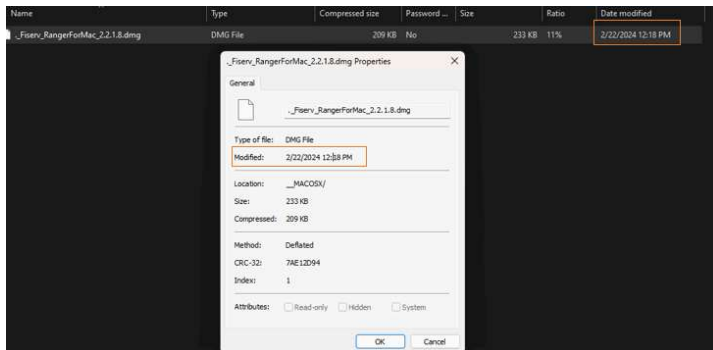 Name Type Compressed size Password ... Size Ratio Date modified
._Fiserv_RangerForMac_2.2.1.8.dmg DMG File 209 KB No 233 KB 11% 2/22/2024 12:18 PM
._Fiserv_RangerForMac_2.2.1.8.dmg Properties
General
._Fiserv_RangerForMac_2.2.1.8.dmg
Type of file: DMG File
Modified: 2/22/2024 12:18 PM
Location: __MACOSX/
Size: 233 KB
Compressed: 209 KB
Method: Deflated
CRC-32: 7AE12D94
Index: 1
Attributes: Read-only Hidden System
OK Cancel